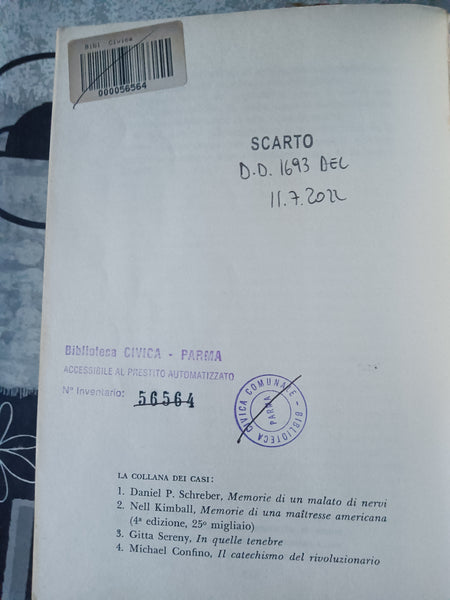 Bibl Civica
000056564
SCARTO
D.D. 1693 DEL
11.7.2022
Biblioteca CIVICA - PARMA
ACCESSIBILE AL PRESTITO AUTOMATIZZATO
N° Inventario: 56564
CIVICA COMUNALE - BIBLIOTECA
PARMA
LA COLLANA DEI CASI:
1. Daniel P. Schreber, Memorie di un malato di nervi
2. Nell Kimball, Memorie di una maîtresse americana
(4ª edizione, 25º migliaio)
3. Gitta Sereny, In quelle tenebre
4. Michael Confino, Il catechismo del rivoluzionario